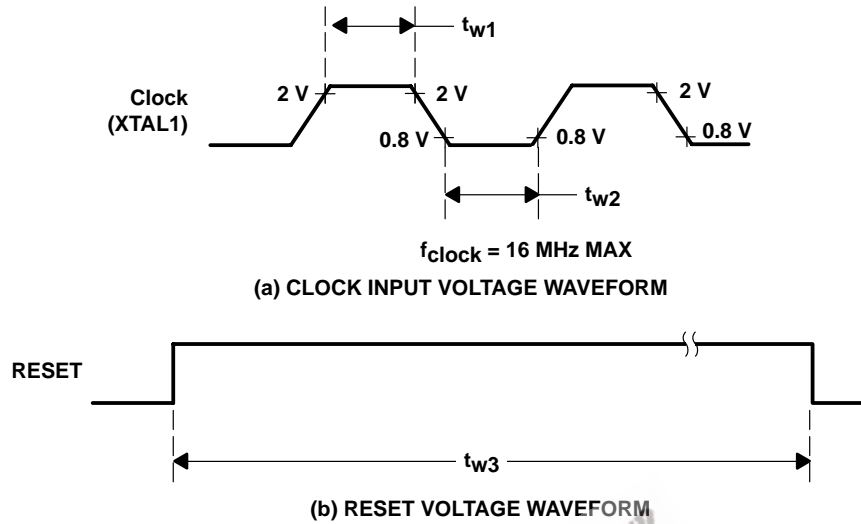 tw1
2 V
2 V
2 V
Clock
(XTAL1)
0.8 V
0.8 V
0.8 V
tw2
fclock = 16 MHz MAX
(a) CLOCK INPUT VOLTAGE WAVEFORM
RESET
tw3
(b) RESET VOLTAGE WAVEFORM